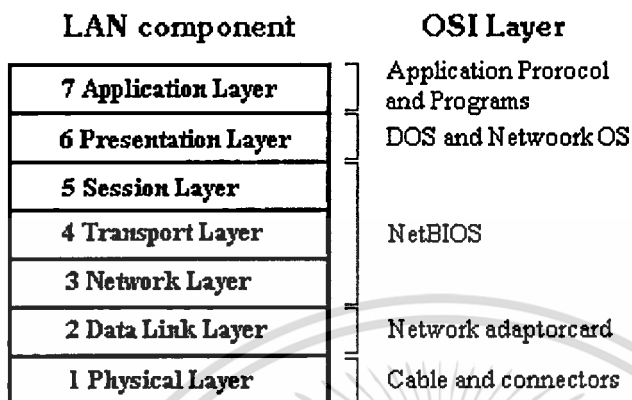 LAN component OSI Layer
7 Application Layer
Application Prorocol
and Programs
6 Presentation Layer
DOS and Netwoork OS
5 Session Layer
4 Transport Layer
NetBIOS
3 Network Layer
2 Data Link Layer
Network adaptorcard
1 Physical Layer
Cable and connectors